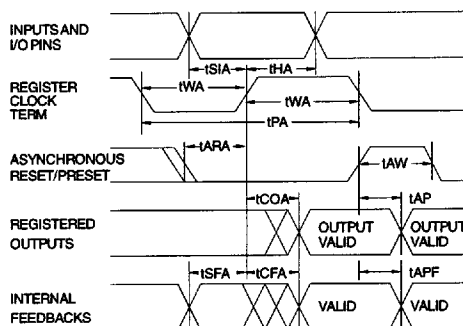 INPUTS AND
I/O PINS
tSIA tHA
REGISTER
CLOCK
TERM
tWA
tWA
tPA
tARA
ASYNCHRONOUS
RESET/PRESET
tAW
tCOA
tAP
REGISTERED
OUTPUTS
OUTPUT
VALID
OUTPUT
VALID
tSFA tCFA
tAPF
INTERNAL
FEEDBACKS
VALID
VALID